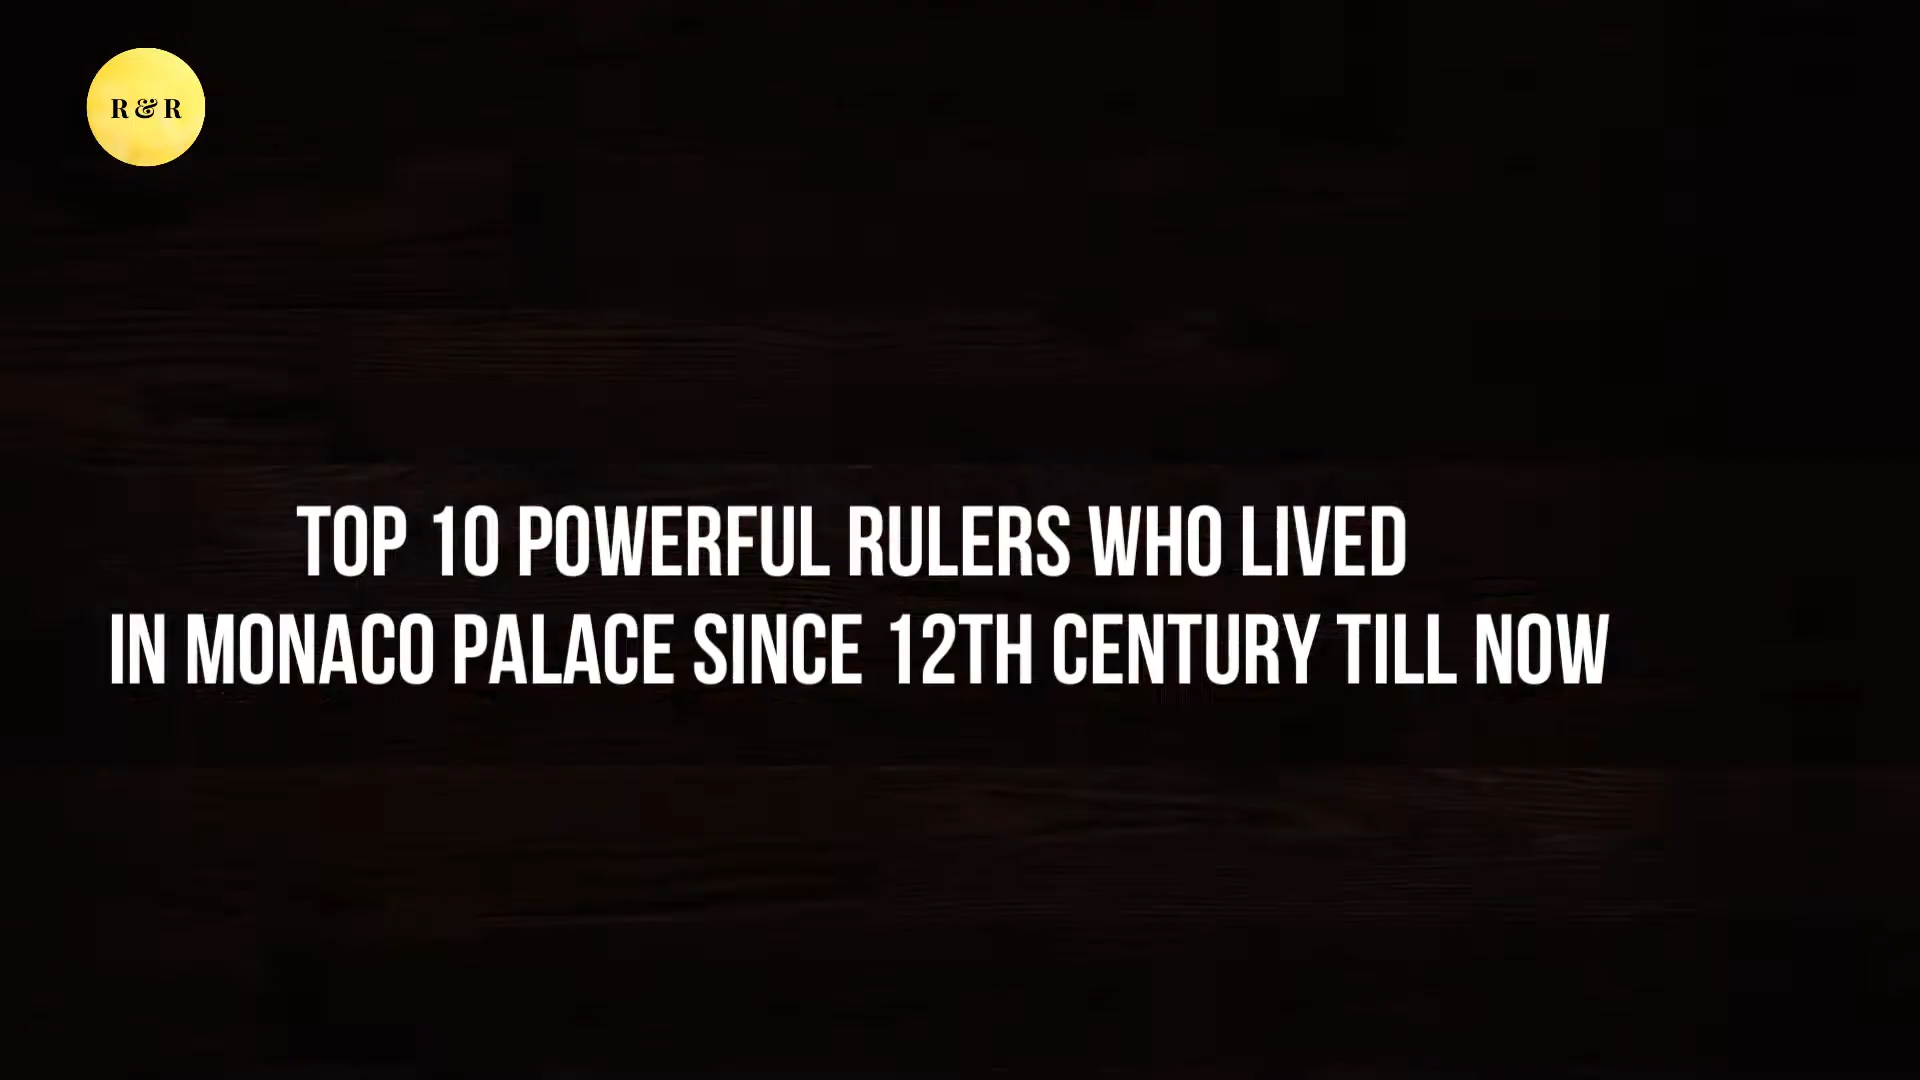 R & R
TOP 10 POWERFUL RULERS WHO LIVED
IN MONACO PALACE SINCE 12TH CENTURY TILL NOW